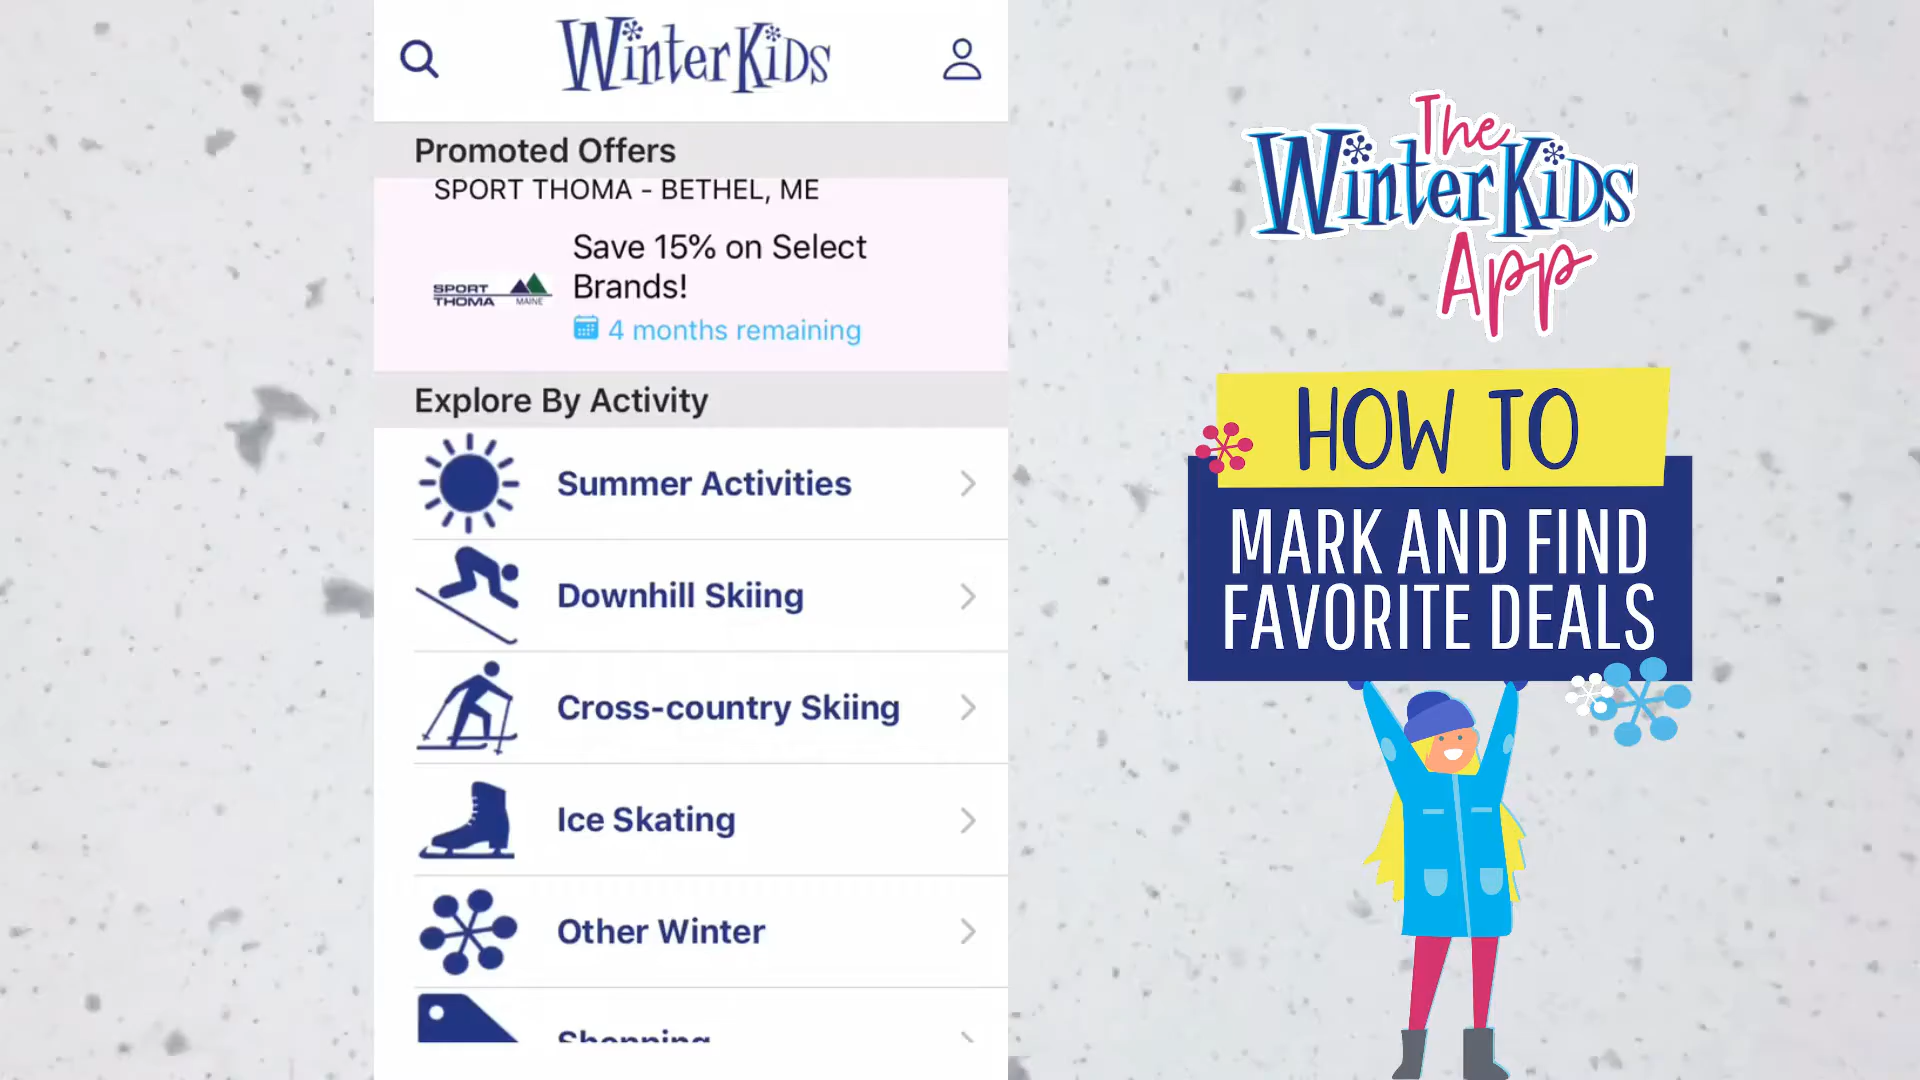 WinterKids
Promoted Offers
SPORT THOMA - BETHEL, ME
Save 15% on Select
Brands!
SPORT
THOMA MAINE
4 months remaining
Explore By Activity
Summer Activities
Downhill Skiing
Cross-country Skiing
Ice Skating
Other Winter
Shopping
The
WinterKids
App
HOW TO
MARK AND FIND
FAVORITE DEALS